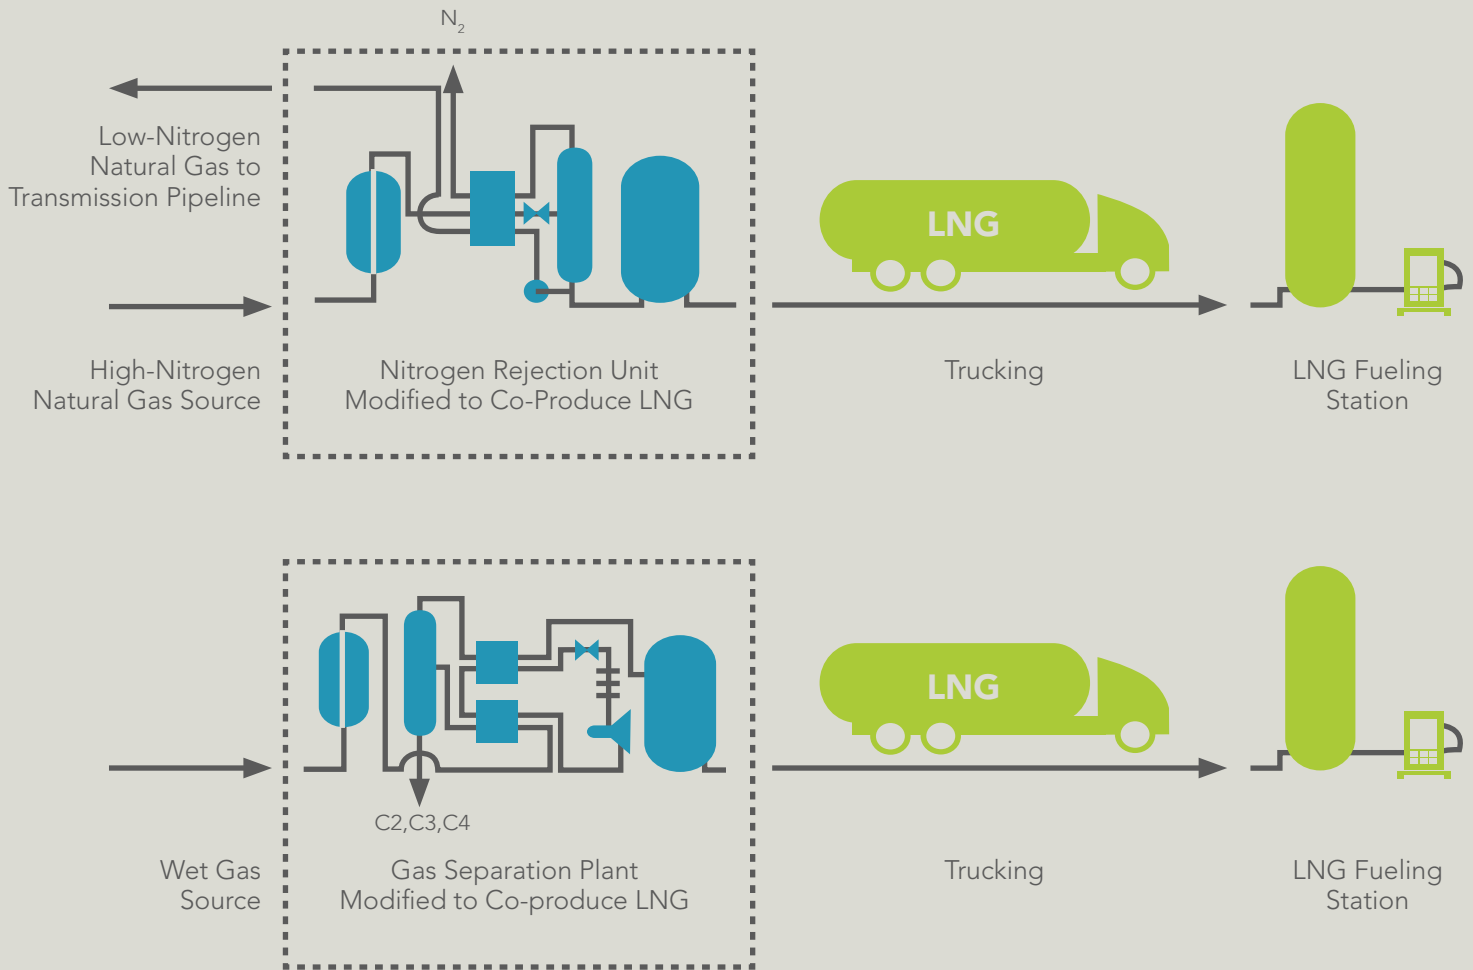 N2
Low-Nitrogen
Natural Gas to
Transmission Pipeline
LNG
High-Nitrogen
Natural Gas Source
Nitrogen Rejection Unit
Modified to Co-Produce LNG
Trucking
LNG Fueling
Station
LNG
C2,C3,C4
Wet Gas
Source
Gas Separation Plant
Modified to Co-produce LNG
Trucking
LNG Fueling
Station